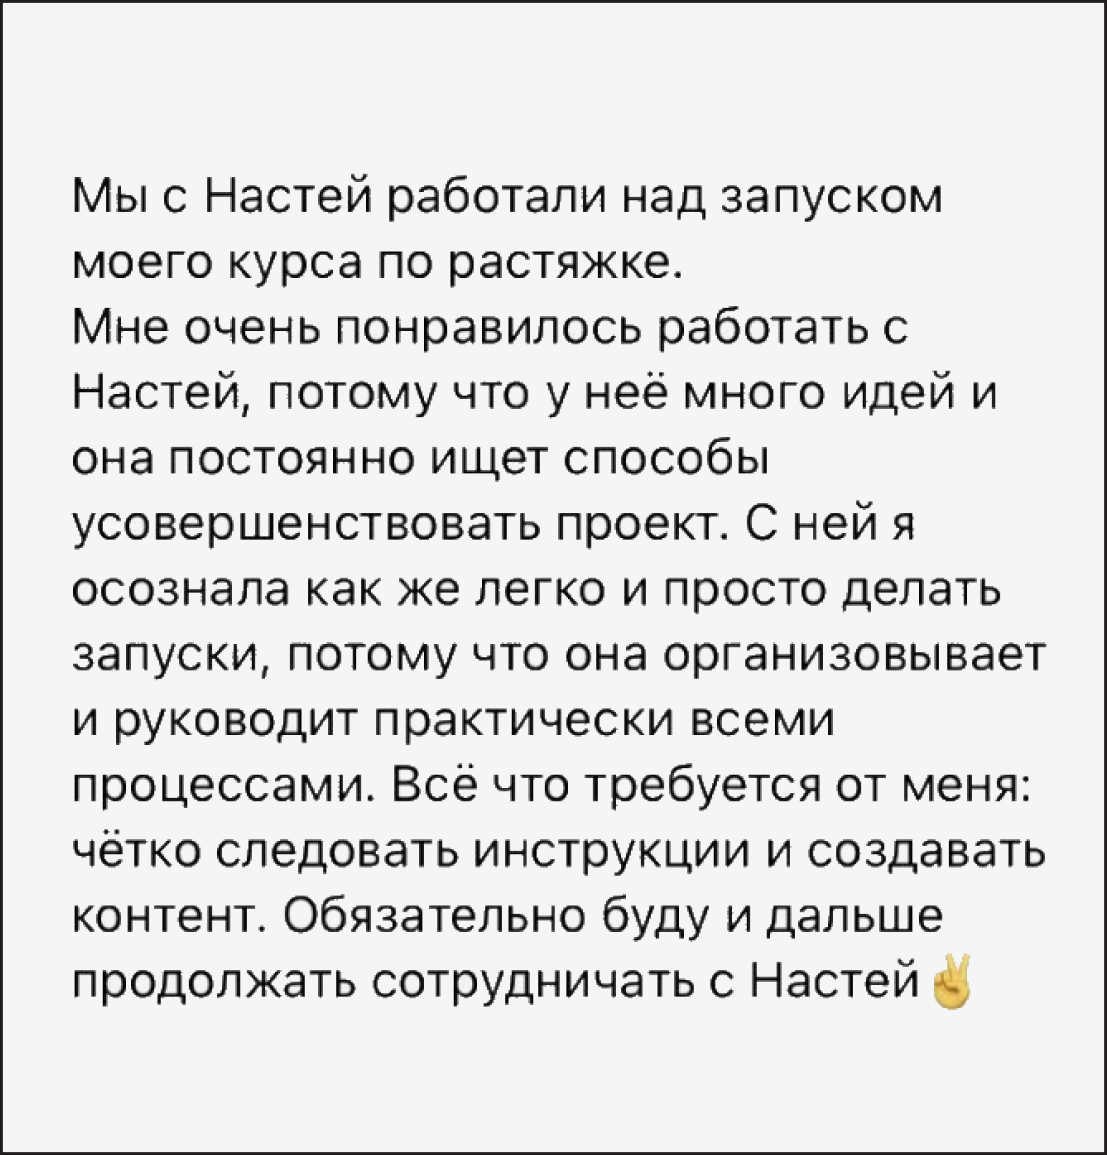 Мы с Настей работали над запуском
моего курса по растяжке.
Мне очень понравилось работать с
Настей, потому что у неё много идей и
она постоянно ищет способы
усовершенствовать проект. С ней я
осознала как же легко и просто делать
запуски, потому что она организовывает
и руководит практически всеми
процессами. Всё что требуется от меня:
чётко следовать инструкции и создавать
контент. Обязательно буду и дальше
продолжать сотрудничать с Настей✌️